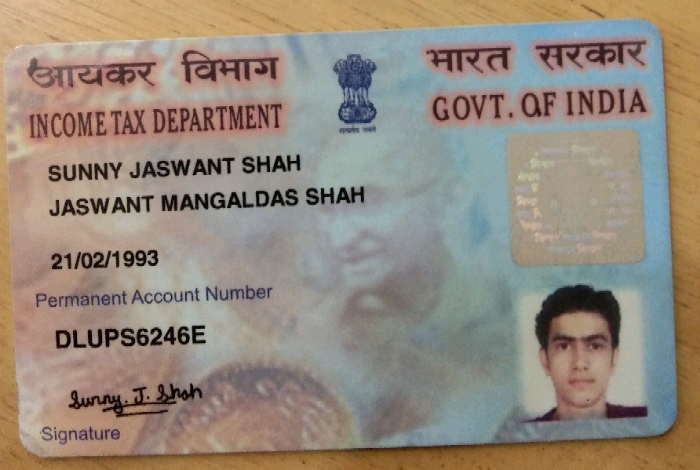 आयकर विभाग
INCOME TAX DEPARTMENT
भारत सरकार
GOVT. OF INDIA
सत्यमेव जयते
SUNNY JASWANT SHAH
JASWANT MANGALDAS SHAH
21/02/1993
Permanent Account Number
DLUPS6246E
Sunny. J. Shah
Signature